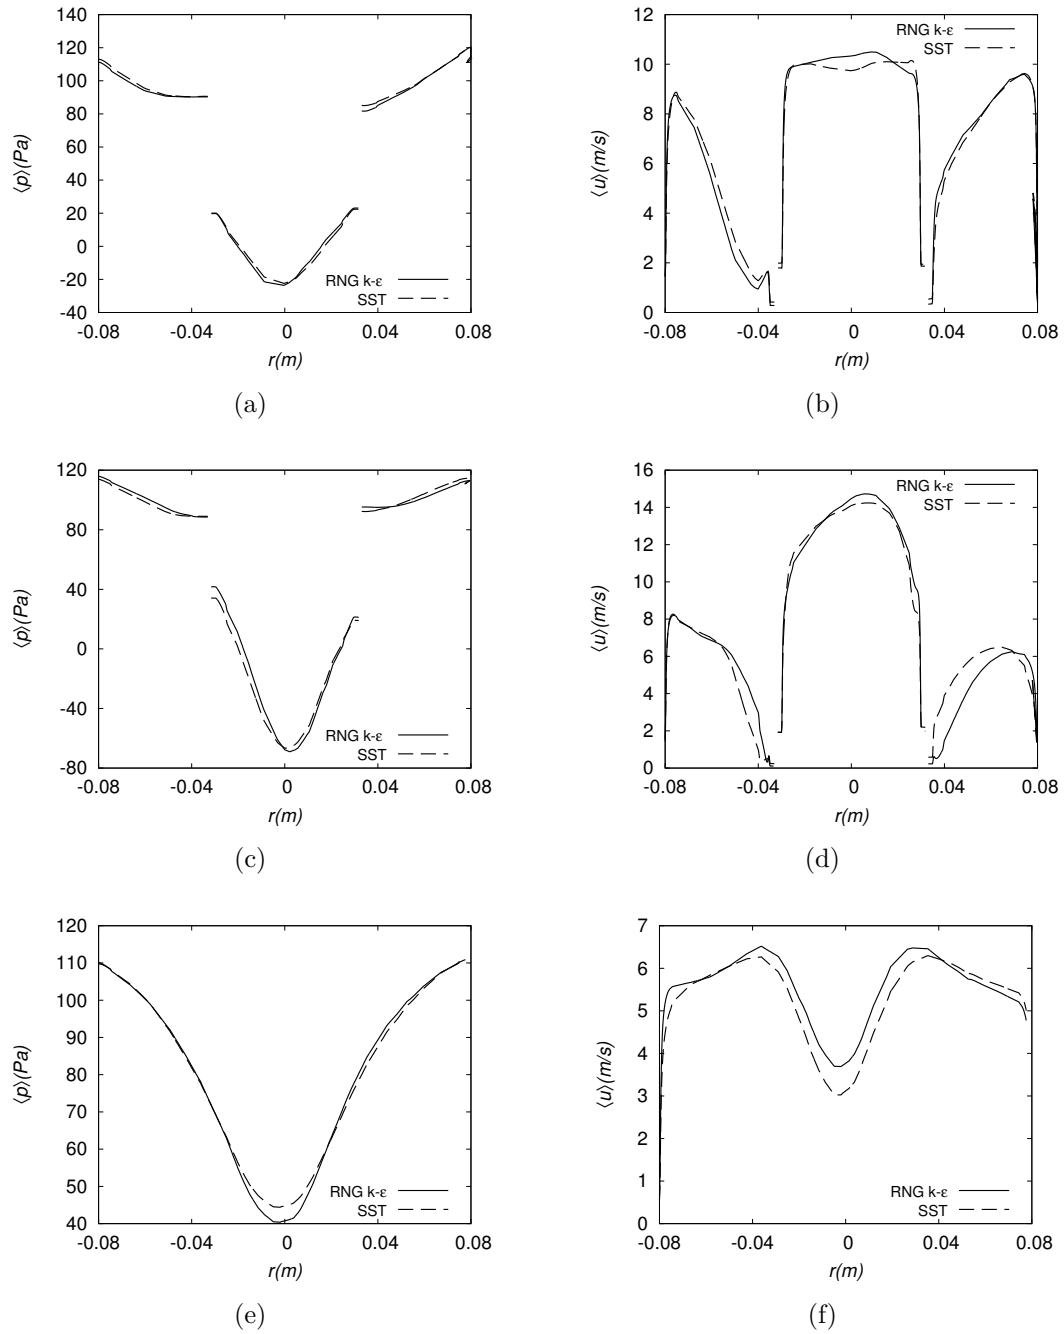 140
120
100
80
60
40
20
0
-20
-40
⟨p⟩(Pa)
RNG k-ε
SST
-0.08 -0.04 0 0.04 0.08
r(m)
(a)
12
10
8
6
4
2
0
⟨u⟩(m/s)
RNG k-ε
SST
-0.08 -0.04 0 0.04 0.08
r(m)
(b)
120
80
40
0
-40
-80
⟨p⟩(Pa)
RNG k-ε
SST
-0.08 -0.04 0 0.04 0.08
r(m)
(c)
16
14
12
10
8
6
4
2
0
⟨u⟩(m/s)
RNG k-ε
SST
-0.08 -0.04 0 0.04 0.08
r(m)
(d)
120
110
100
90
80
70
60
50
40
⟨p⟩(Pa)
RNG k-ε
SST
-0.08 -0.04 0 0.04 0.08
r(m)
(e)
7
6
5
4
3
2
1
0
⟨u⟩(m/s)
RNG k-ε
SST
-0.08 -0.04 0 0.04 0.08
r(m)
(f)